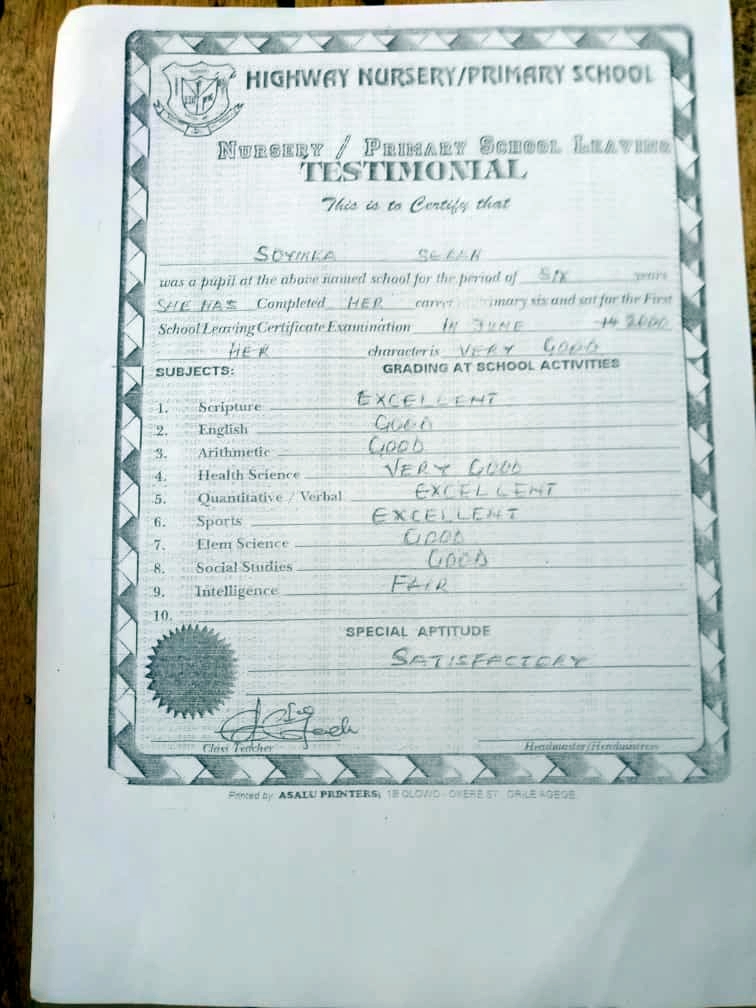 HIGHWAY NURSERY/PRIMARY SCHOOL
NURSERY / PRIMARY SCHOOL LEAVING
TESTIMONIAL
This is to Certify that
SOYINKA SEGUN
was a pupil at the above named school for the period of SIX years
SHE HAS Completed HER career primary six and sat for the First
School Leaving Certificate Examination IN JUNE 2000
HER character is VERY GOOD
SUBJECTS: GRADING AT SCHOOL ACTIVITIES
1. Scripture EXCELLENT
2. English GOOD
3. Arithmetic GOOD
4. Health Science VERY GOOD
5. Quantitative / Verbal EXCELLENT
6. Sports EXCELLENT
7. Elem Science GOOD
8. Social Studies GOOD
9. Intelligence FAIR
10.
SPECIAL APTITUDE
SATISFACTORY
Class Teacher Headmaster/Headmistress
Printed by: ASALU PRINTERS, 18 OLOWO - OYERE ST. ORILE AGEGE